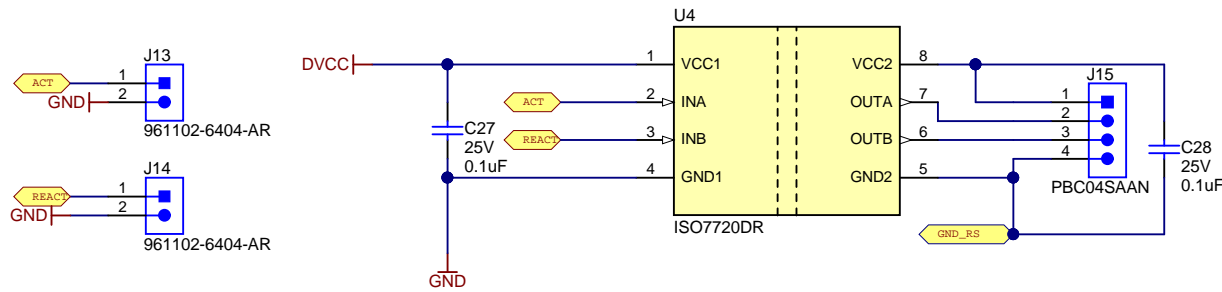 J13
ACT
1
GND
2
961102-6404-AR
J14
REACT
1
GND
2
961102-6404-AR
U4
DVCC
1
VCC1
VCC2
8
ACT
2
INA
OUTA
7
REACT
3
INB
OUTB
6
4
GND1
GND2
5
ISO7720DR
C27
25V
0.1uF
GND
J15
1
2
3
4
PBC04SAAN
C28
25V
0.1uF
GND_RS